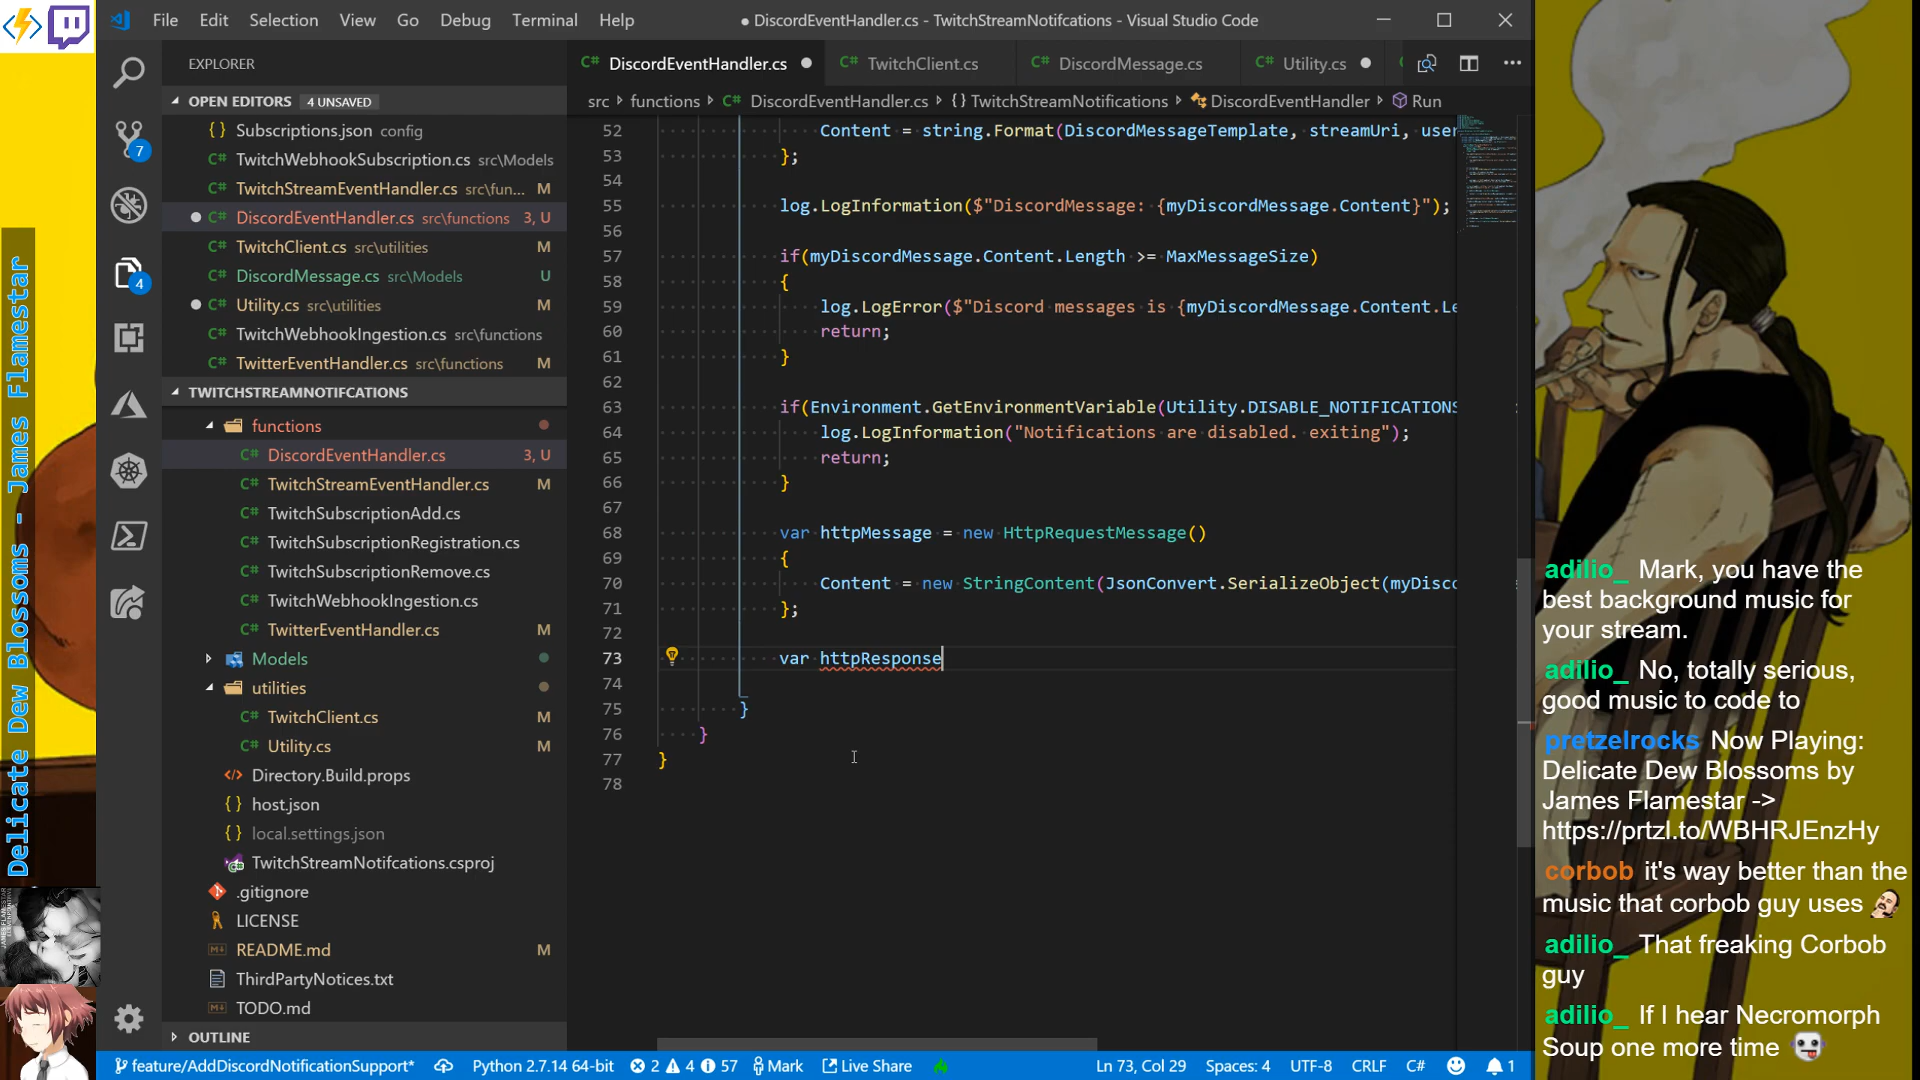 File Edit Selection View Go Debug Terminal Help
● DiscordEventHandler.cs - TwitchStreamNotifcations - Visual Studio Code
EXPLORER
OPEN EDITORS 4 UNSAVED
Subscriptions.json config
TwitchWebhookSubscription.cs src\Models
TwitchStreamEventHandler.cs src\fun... M
DiscordEventHandler.cs src\functions 3, U
TwitchClient.cs src\utilities M
DiscordMessage.cs src\Models U
Utility.cs src\utilities M
TwitchWebhookIngestion.cs src\functions
TwitterEventHandler.cs src\functions M
TWITCHSTREAMNOTIFCATIONS
functions
DiscordEventHandler.cs 3, U
TwitchStreamEventHandler.cs M
TwitchSubscriptionAdd.cs
TwitchSubscriptionRegistration.cs
TwitchSubscriptionRemove.cs
TwitchWebhookIngestion.cs
TwitterEventHandler.cs M
Models
utilities
TwitchClient.cs M
Utility.cs M
Directory.Build.props
host.json
local.settings.json
TwitchStreamNotifcations.csproj
.gitignore
LICENSE
README.md M
ThirdPartyNotices.txt
TODO.md
OUTLINE
7
4
DiscordEventHandler.cs TwitchClient.cs DiscordMessage.cs Utility.cs
src › functions › DiscordEventHandler.cs › {} TwitchStreamNotifications › DiscordEventHandler › Run
52 Content = string.Format(DiscordMessageTemplate, streamUri, user
53 };
54
55 log.LogInformation($"DiscordMessage: {myDiscordMessage.Content}");
56
57 if(myDiscordMessage.Content.Length >= MaxMessageSize)
58 {
59 log.LogError($"Discord messages is {myDiscordMessage.Content.Le
60 return;
61 }
62
63 if(Environment.GetEnvironmentVariable(Utility.DISABLE_NOTIFICATIONS
64 log.LogInformation("Notifications are disabled. exiting");
65 return;
66 }
67
68 var httpMessage = new HttpRequestMessage()
69 {
70 Content = new StringContent(JsonConvert.SerializeObject(myDisco
71 };
72
73 var httpResponse
74
75 }
76 }
77 }
78
feature/AddDiscordNotificationSupport* Python 2.7.14 64-bit 2 4 57 Mark Live Share Ln 73, Col 29 Spaces: 4 UTF-8 CRLF C# 1
Delicate Dew Blossoms - James Flamestar
adilio_ Mark, you have the
best background music for
your stream.
adilio_ No, totally serious,
good music to code to
pretzelrocks Now Playing:
Delicate Dew Blossoms by
James Flamestar ->
https://prtzl.to/WBHRJEnzHy
corbob it's way better than the
music that corbob guy uses
adilio_ That freaking Corbob
guy
adilio_ If I hear Necromorph
Soup one more time